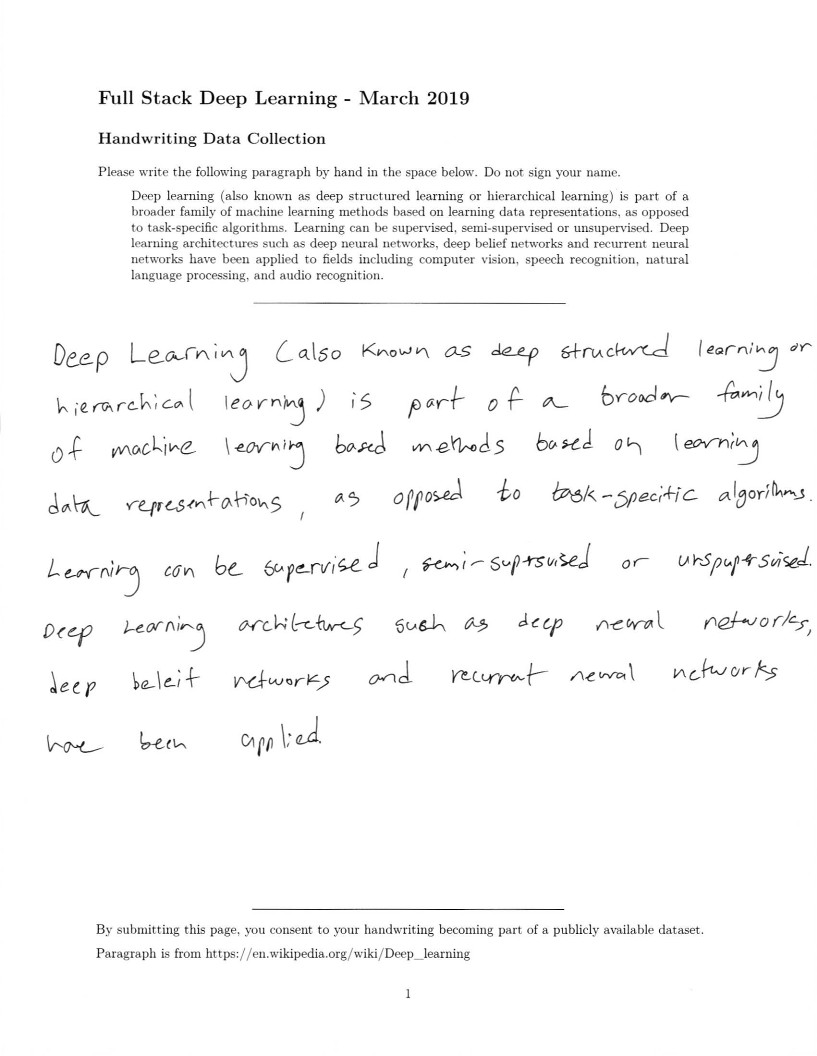 Full Stack Deep Learning - March 2019
Handwriting Data Collection
Please write the following paragraph by hand in the space below. Do not sign your name.
Deep learning (also known as deep structured learning or hierarchical learning) is part of a
broader family of machine learning methods based on learning data representations, as opposed
to task-specific algorithms. Learning can be supervised, semi-supervised or unsupervised. Deep
learning architectures such as deep neural networks, deep belief networks and recurrent neural
networks have been applied to fields including computer vision, speech recognition, natural
language processing, and audio recognition.
Deep Learning (also known as deep structured learning or
hierarchical learning) is part of a broader family
of machine learning based methods based on learning
data representations, as opposed to task-specific algorithms.
Learning can be supervised, semi-supersvised or unspupersvised.
Deep Learning architetures such as deep neural networks,
deep beleif networks and recurrent neural networks
have been applied.
By submitting this page, you consent to your handwriting becoming part of a publicly available dataset.
Paragraph is from https://en.wikipedia.org/wiki/Deep_learning
1